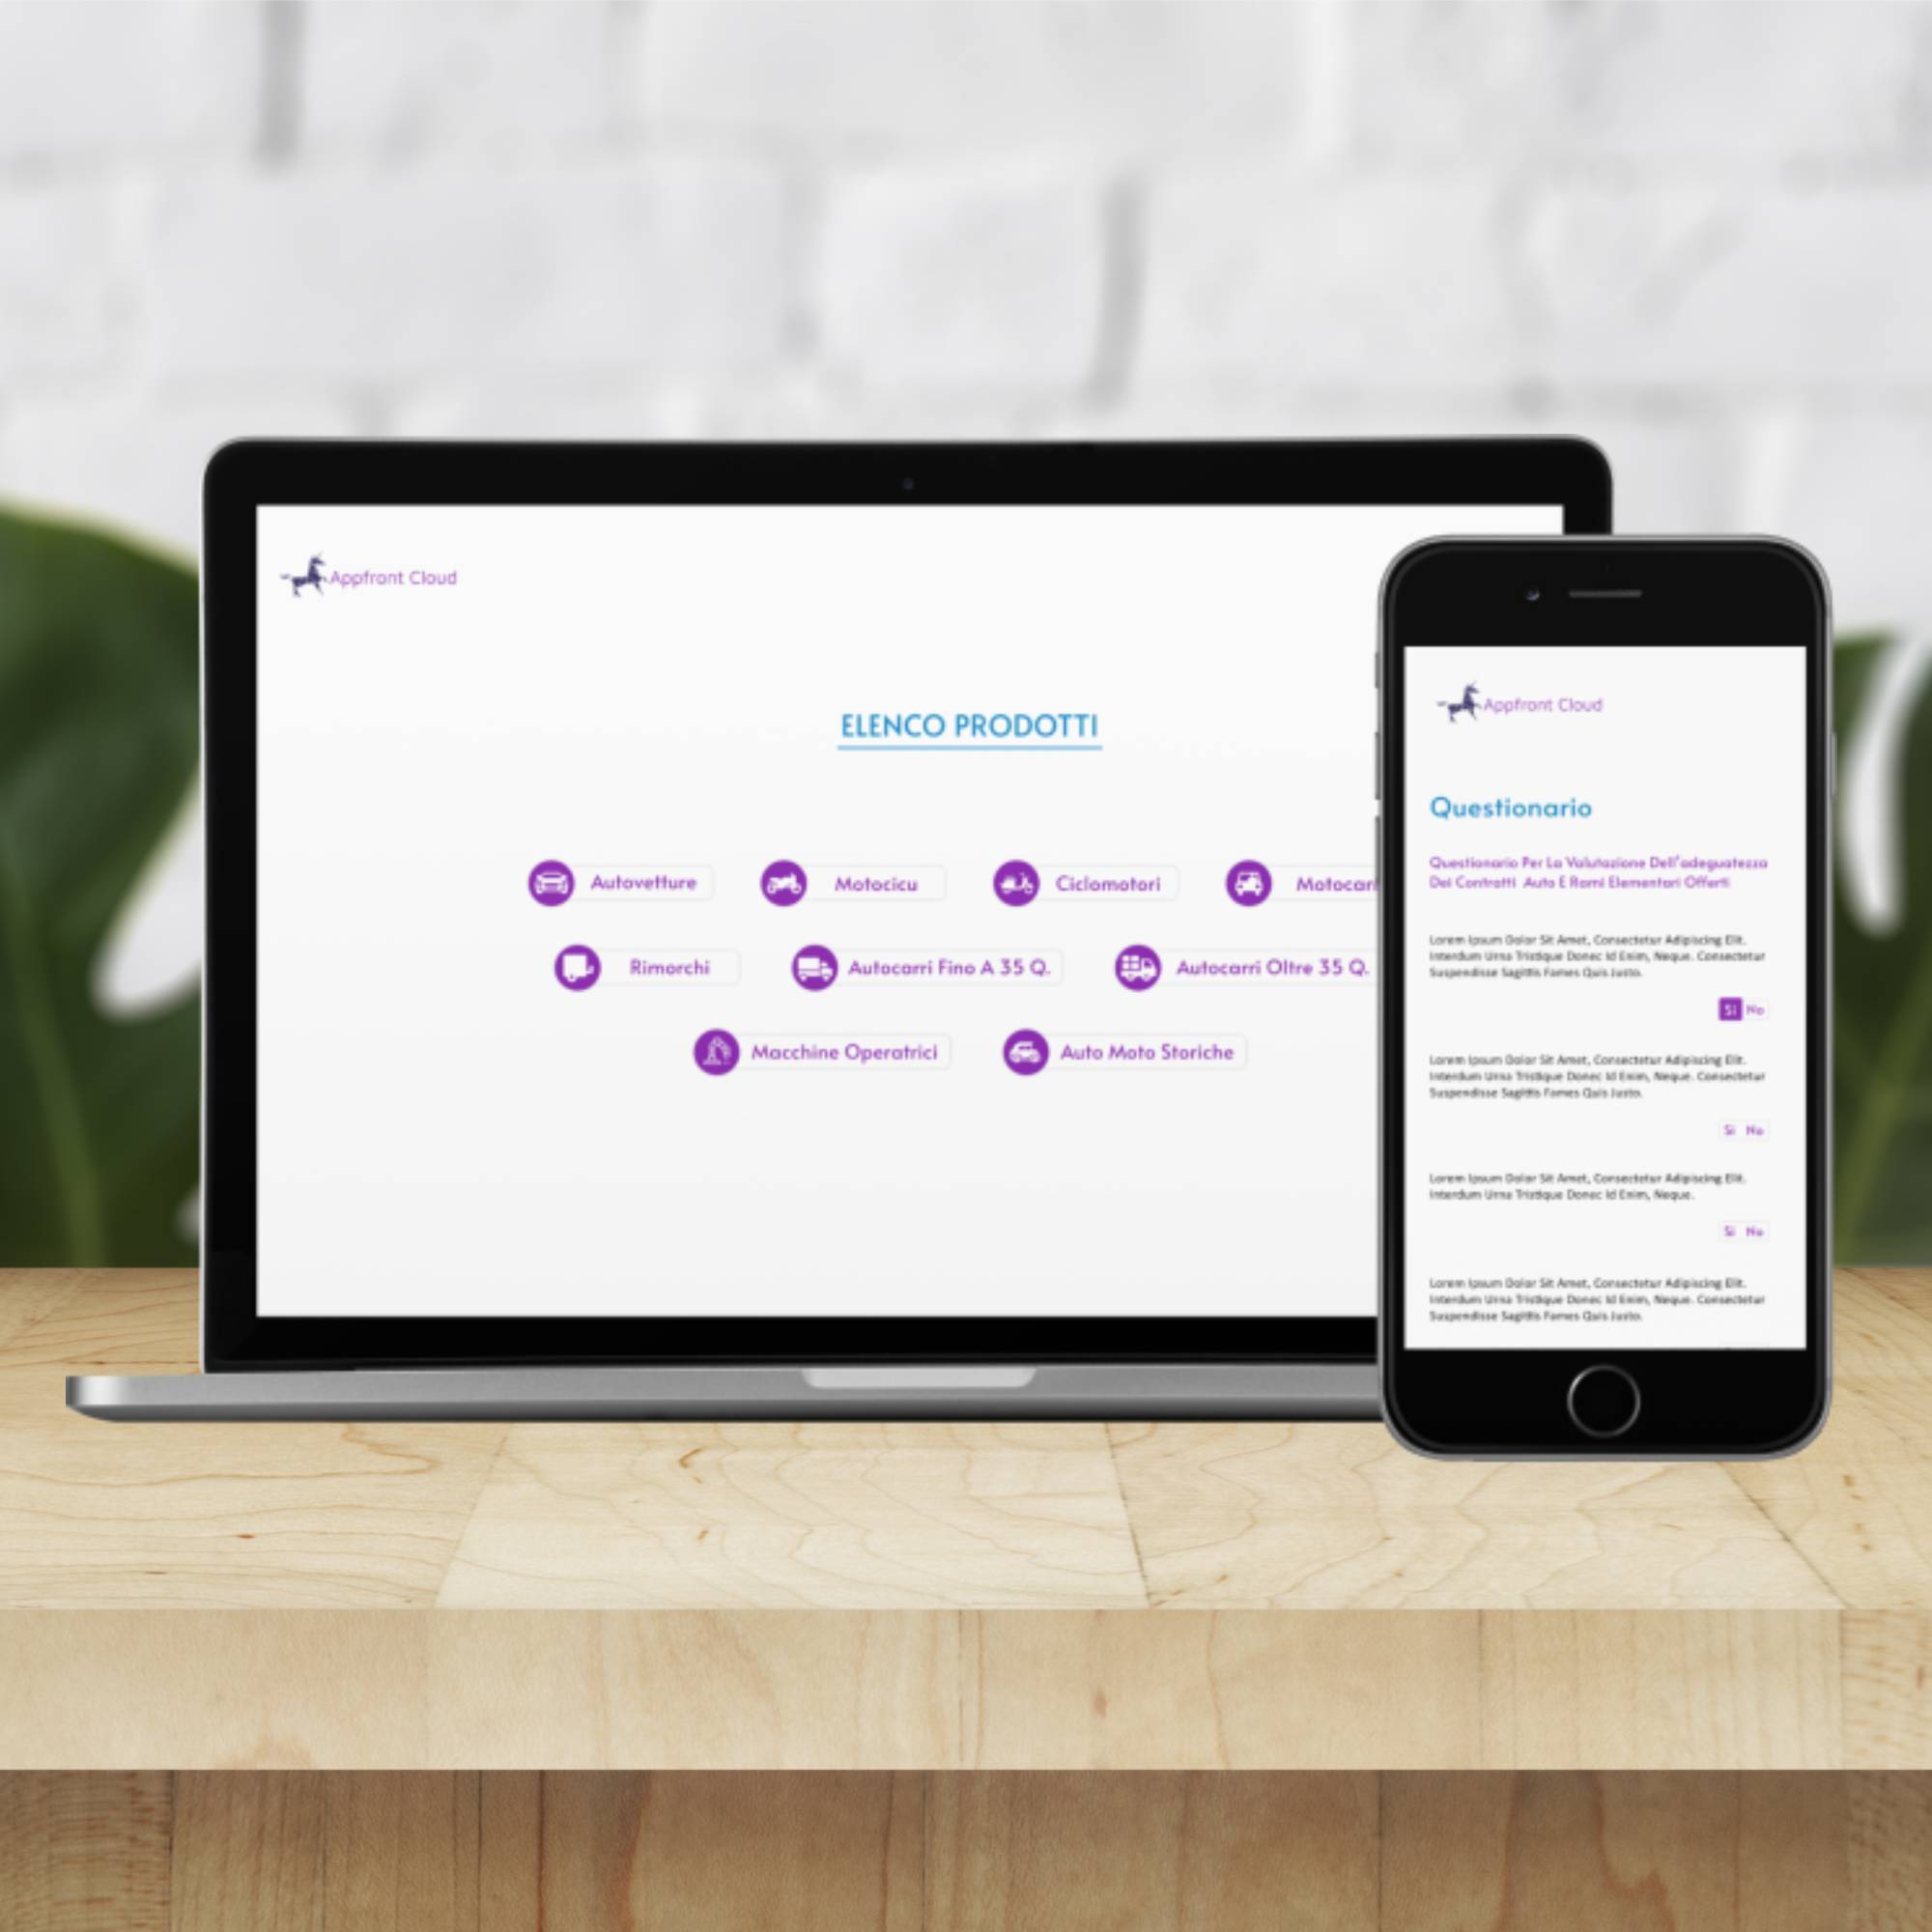 Appfront Cloud
ELENCO PRODOTTI
Autovetture
Motocicu
Ciclomotori
Motocarr
Rimorchi
Autocarri Fino A 35 Q.
Autocarri Oltre 35 Q.
Macchine Operatrici
Auto Moto Storiche
Appfront Cloud
Questionario
Questionario Per La Valutazione Dell'adeguatezza
Dei Contratti Auto E Rami Elementari Offerti
Lorem Ipsum Dolor Sit Amet, Consectetur Adipiscing Elit.
Interdum Urna Tristique Donec Id Enim, Neque. Consectetur
Suspendisse Sagittis Fames Quis Justo.
Si No
Lorem Ipsum Dolor Sit Amet, Consectetur Adipiscing Elit.
Interdum Urna Tristique Donec Id Enim, Neque. Consectetur
Suspendisse Sagittis Fames Quis Justo.
Si No
Lorem Ipsum Dolor Sit Amet, Consectetur Adipiscing Elit.
Interdum Urna Tristique Donec Id Enim, Neque.
Si No
Lorem Ipsum Dolor Sit Amet, Consectetur Adipiscing Elit.
Interdum Urna Tristique Donec Id Enim, Neque. Consectetur
Suspendisse Sagittis Fames Quis Justo.